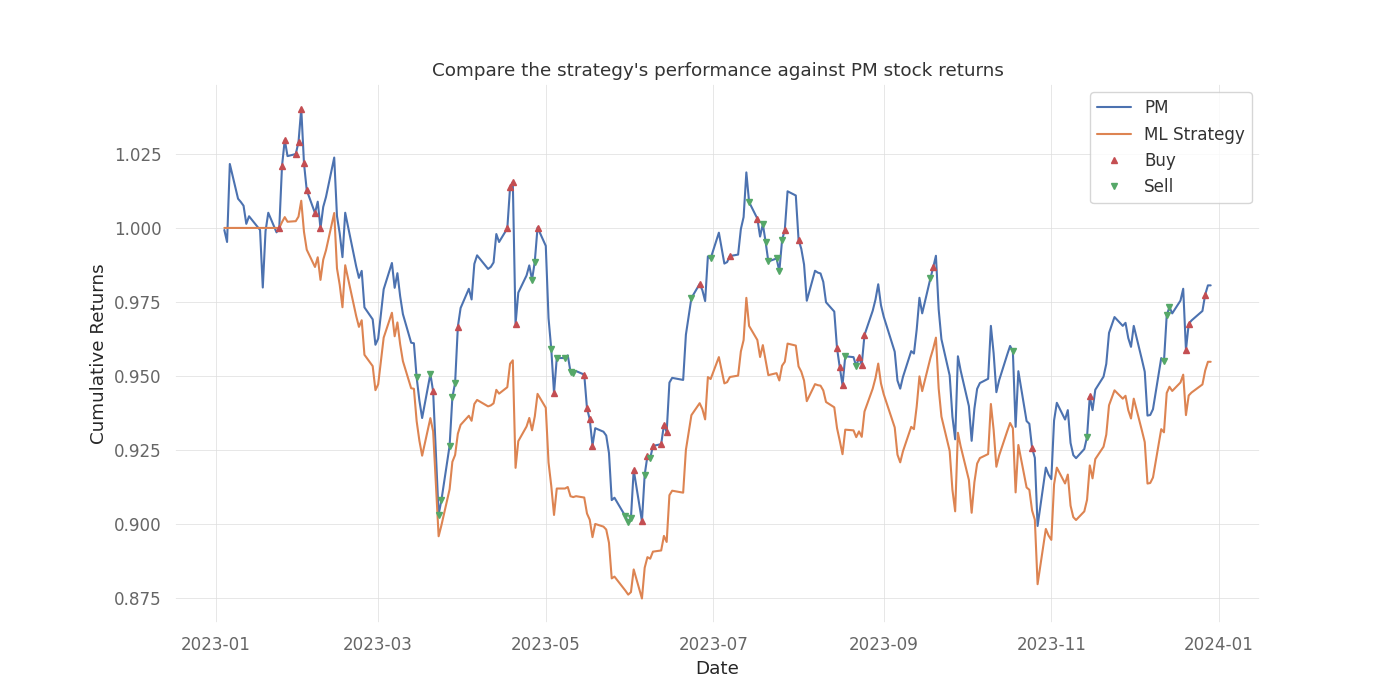 Compare the strategy's performance against PM stock returns
PM
ML Strategy
Buy
Sell
Cumulative Returns
1.025
1.000
0.975
0.950
0.925
0.900
0.875
2023-01
2023-03
2023-05
2023-07
2023-09
2023-11
2024-01
Date